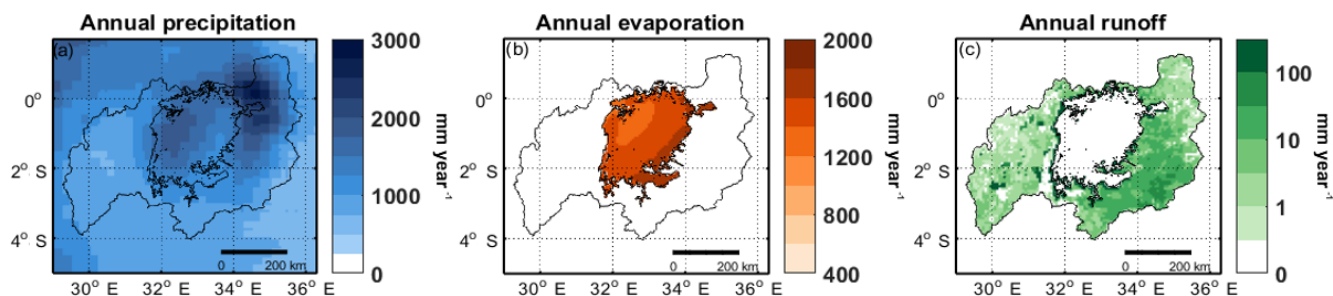 Annual precipitation
(a)
0°
2° S
4° S
30° E 32° E 34° E 36° E
0 200 km
3000
2000
1000
0
mm year-1
Annual evaporation
(b)
0°
2° S
4° S
30° E 32° E 34° E 36° E
0 200 km
2000
1600
1200
800
400
mm year-1
Annual runoff
(c)
0°
2° S
4° S
30° E 32° E 34° E 36° E
0 200 km
100
10
1
0
mm year-1